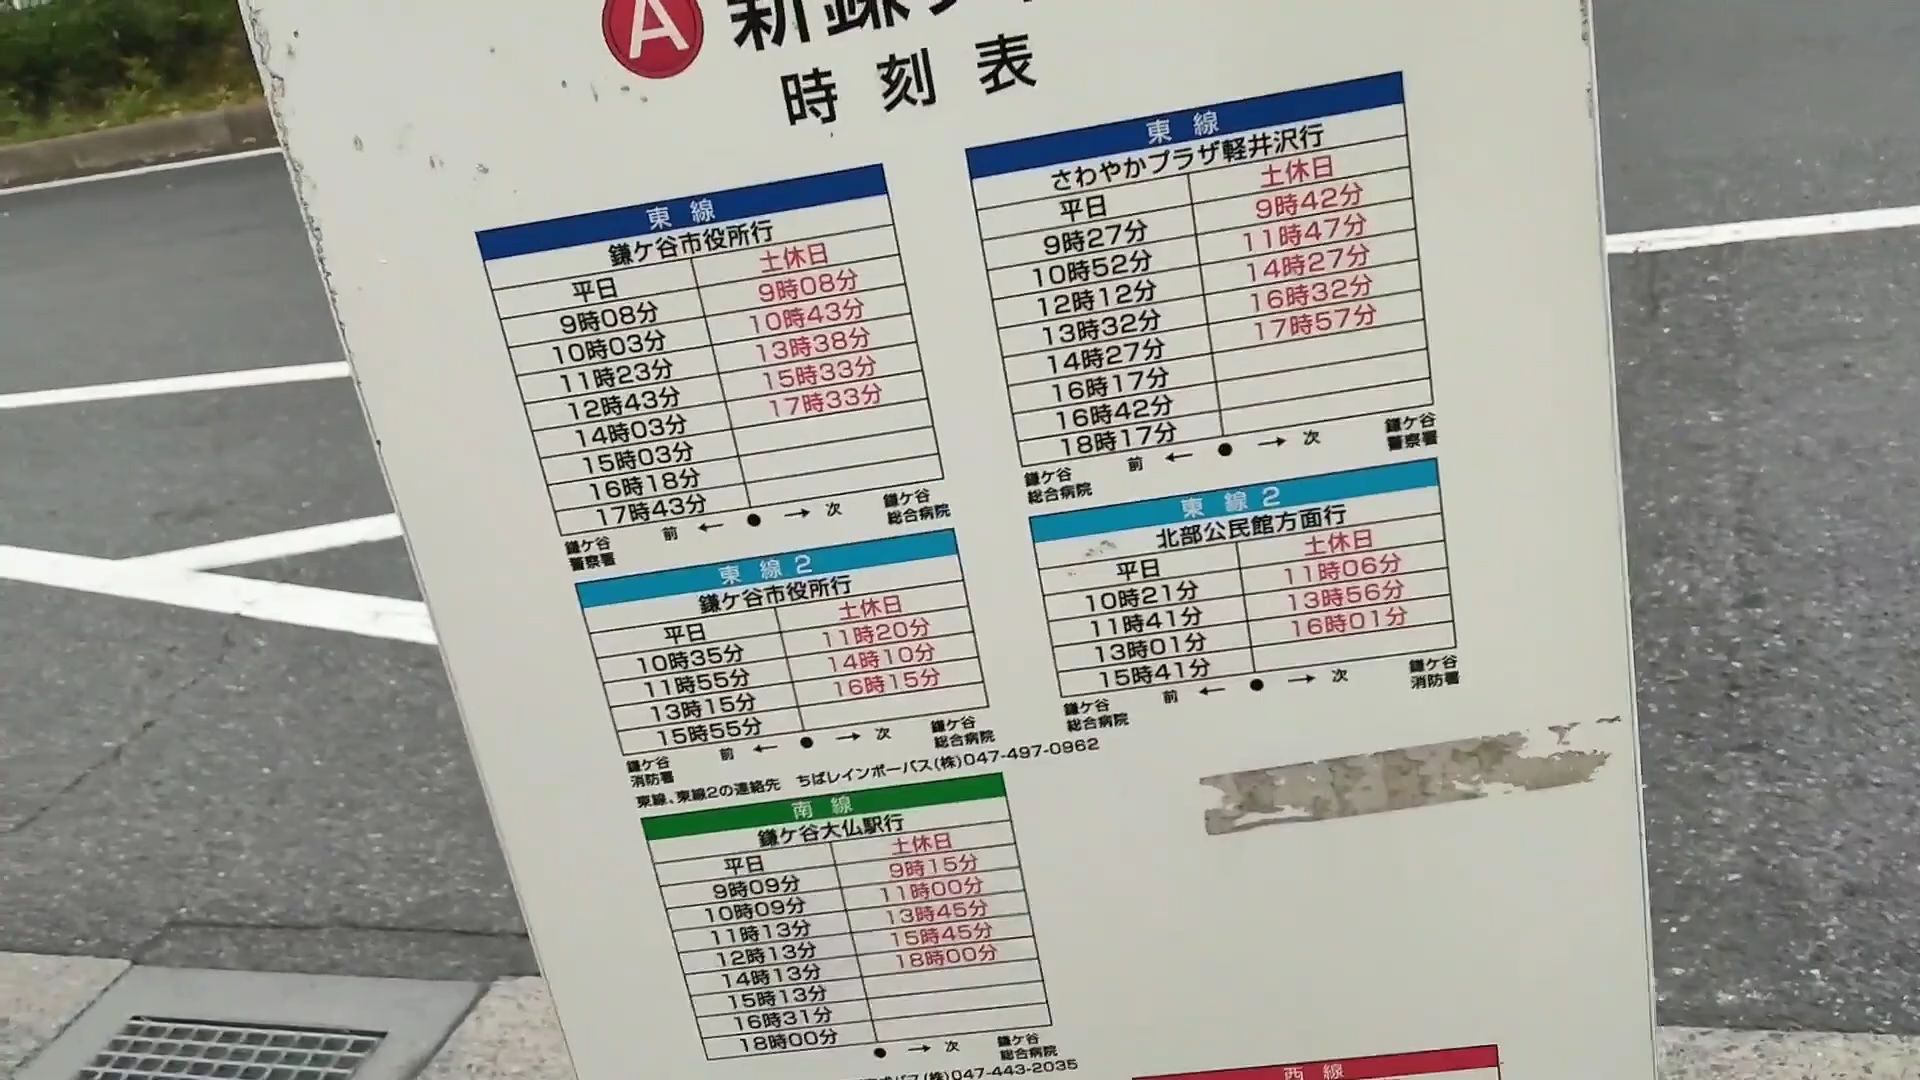 A 新鎌ケ
時刻表
東線
鎌ケ谷市役所行
平日 土休日
9時08分 9時08分
10時03分 10時43分
11時23分 13時38分
12時43分 15時33分
14時03分 17時33分
15時03分
16時18分
17時43分
鎌ケ谷警察署 前 ← ● → 次 鎌ケ谷総合病院
東線
さわやかプラザ軽井沢行
平日 土休日
9時27分 9時42分
10時52分 11時47分
12時12分 14時27分
13時32分 16時32分
14時27分 17時57分
16時17分
16時42分
18時17分
鎌ケ谷総合病院 前 ← ● → 次 鎌ケ谷警察署
東線2
鎌ケ谷市役所行
平日 土休日
10時35分 11時20分
11時55分 14時10分
13時15分 16時15分
15時55分
鎌ケ谷消防署 前 ← ● → 次 鎌ケ谷総合病院
東線2
北部公民館方面行
平日 土休日
10時21分 11時06分
11時41分 13時56分
13時01分 16時01分
15時41分
鎌ケ谷総合病院 前 ← ● → 次 鎌ケ谷消防署
東線、東線2の連絡先 ちばレインボーバス(株)047-497-0962
南線
鎌ケ谷大仏駅行
平日 土休日
9時09分 9時15分
10時09分 11時00分
11時13分 13時45分
12時13分 15時45分
14時13分 18時00分
15時13分
16時31分
18時00分
● → 次 鎌ケ谷総合病院
バス(株)047-443-2035
西線